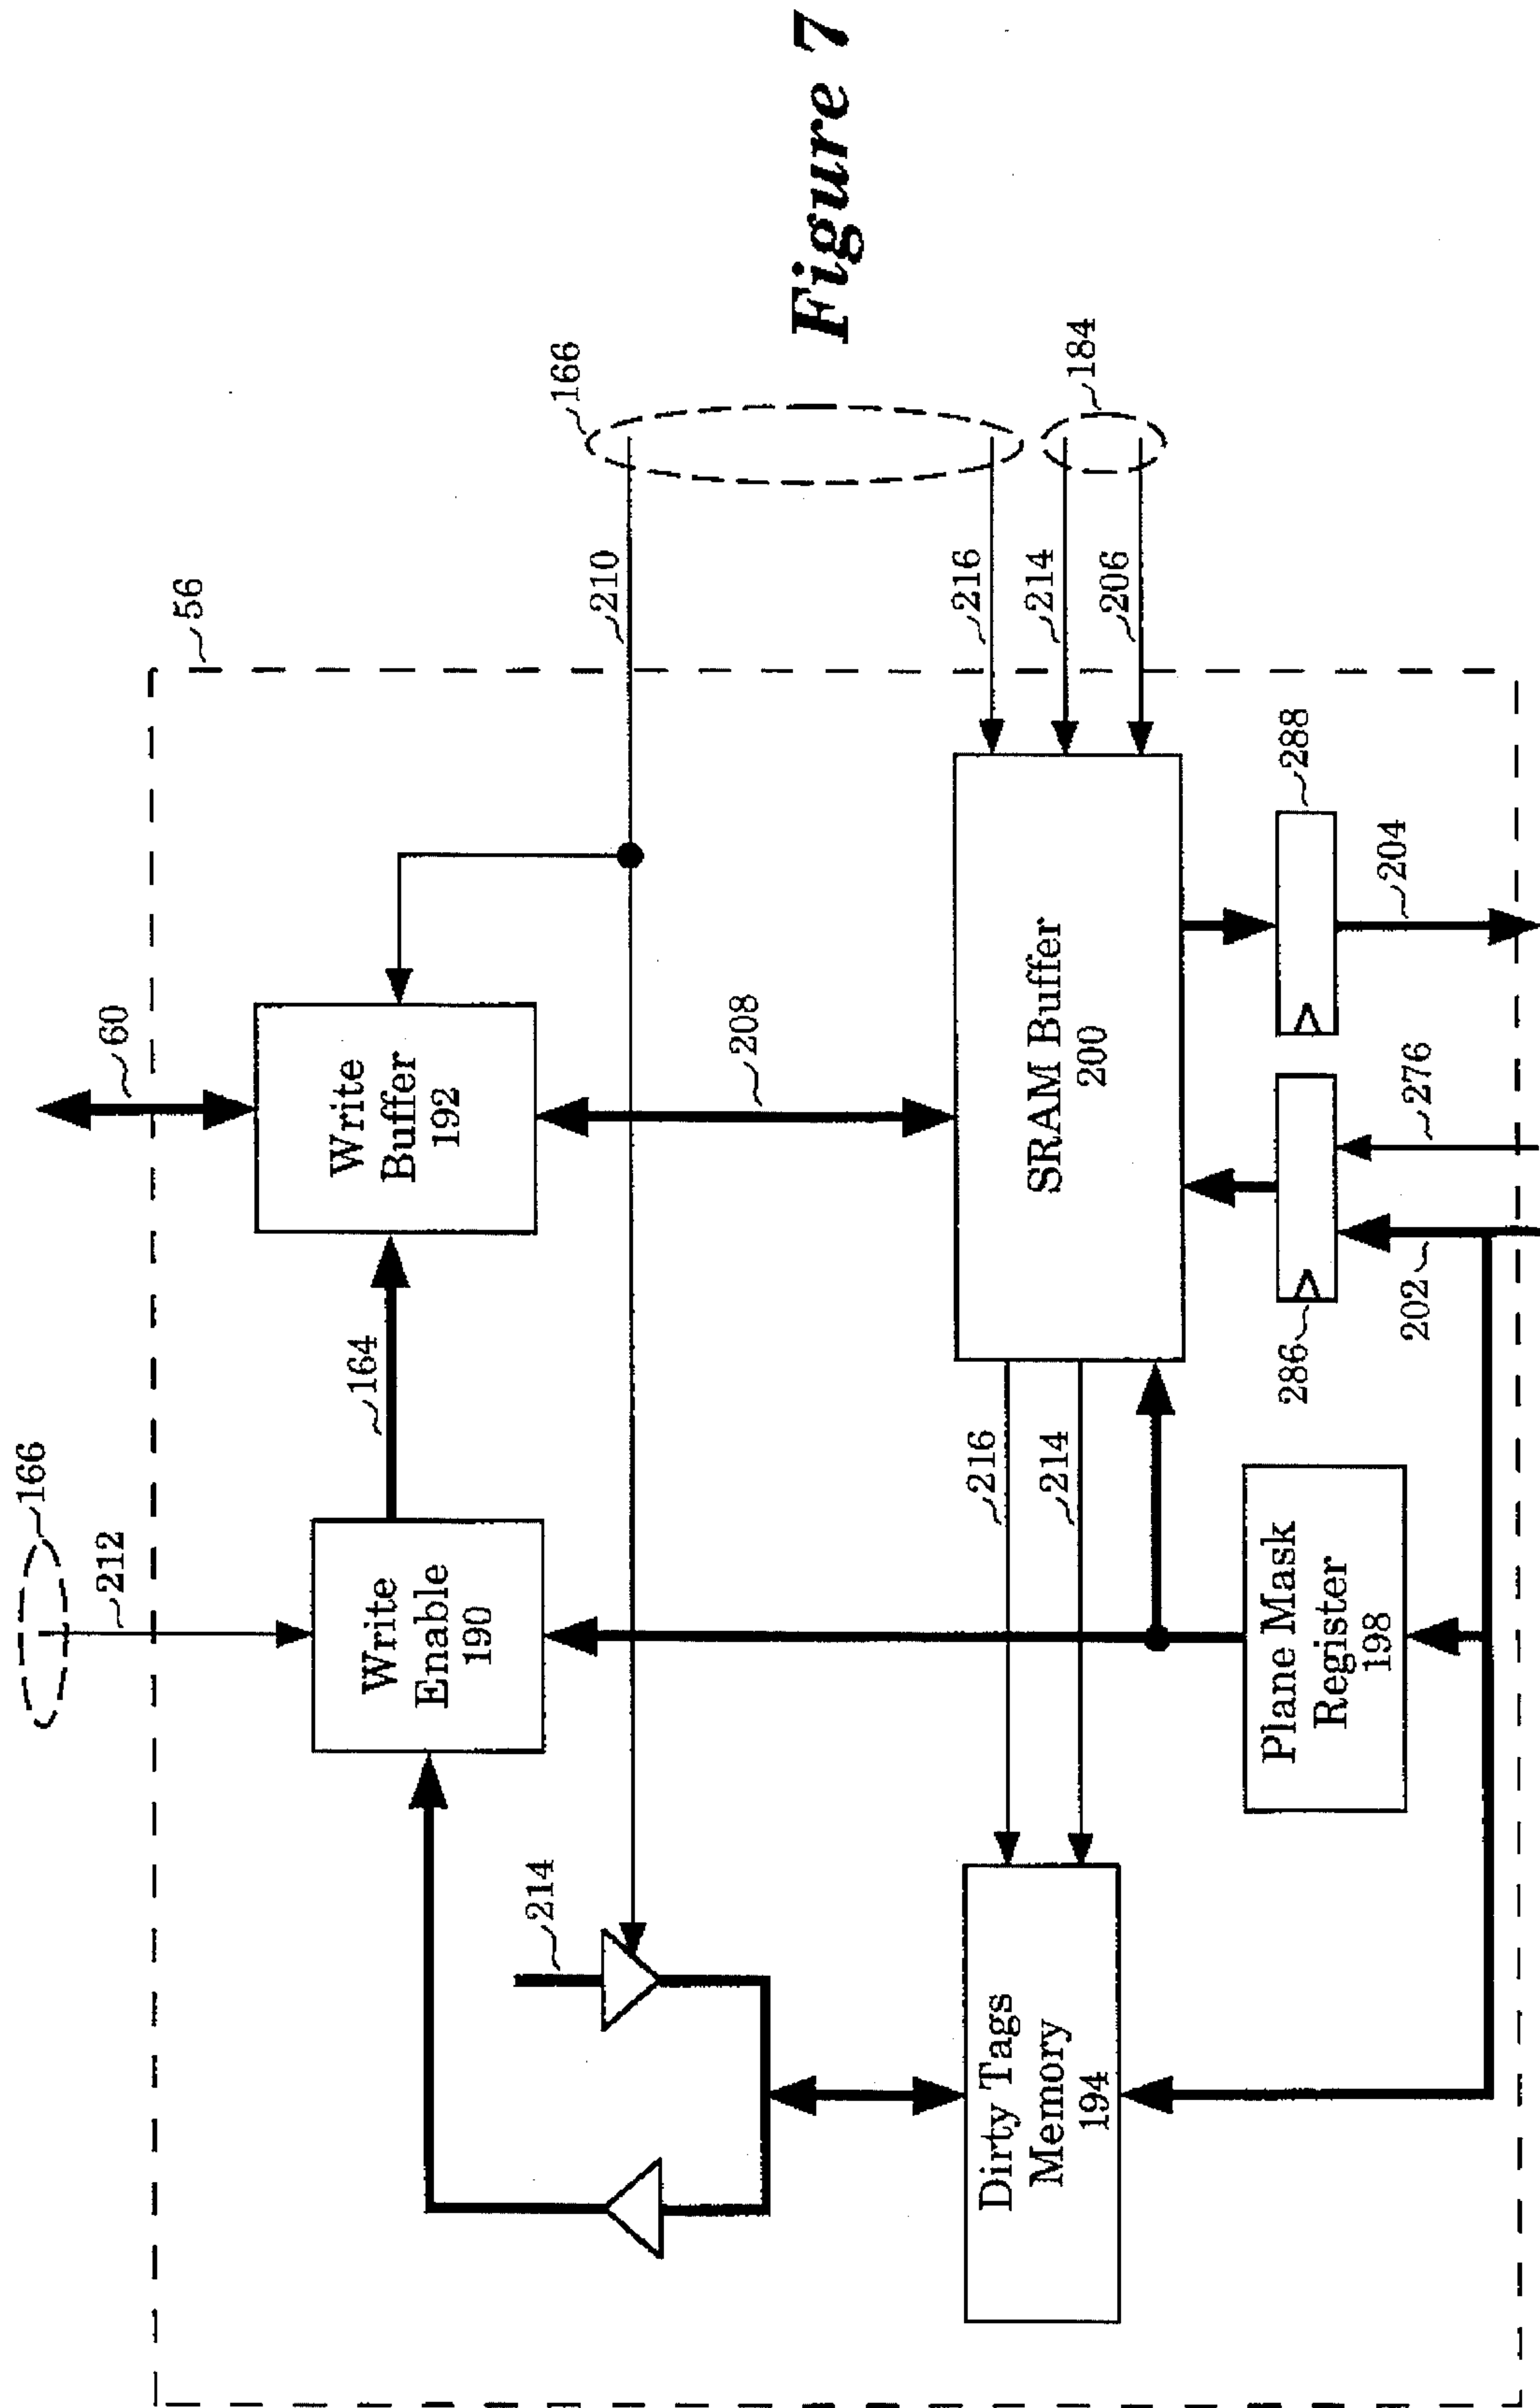 166
212
60
56
Write
Enable
190
164
Write
Buffer
192
210
166
214
208
Dirty Tags
Memory
194
216
214
SRAM Buffer
200
216
214
206
184
Plane Mask
Register
198
286
202
276
288
204
Figure 7